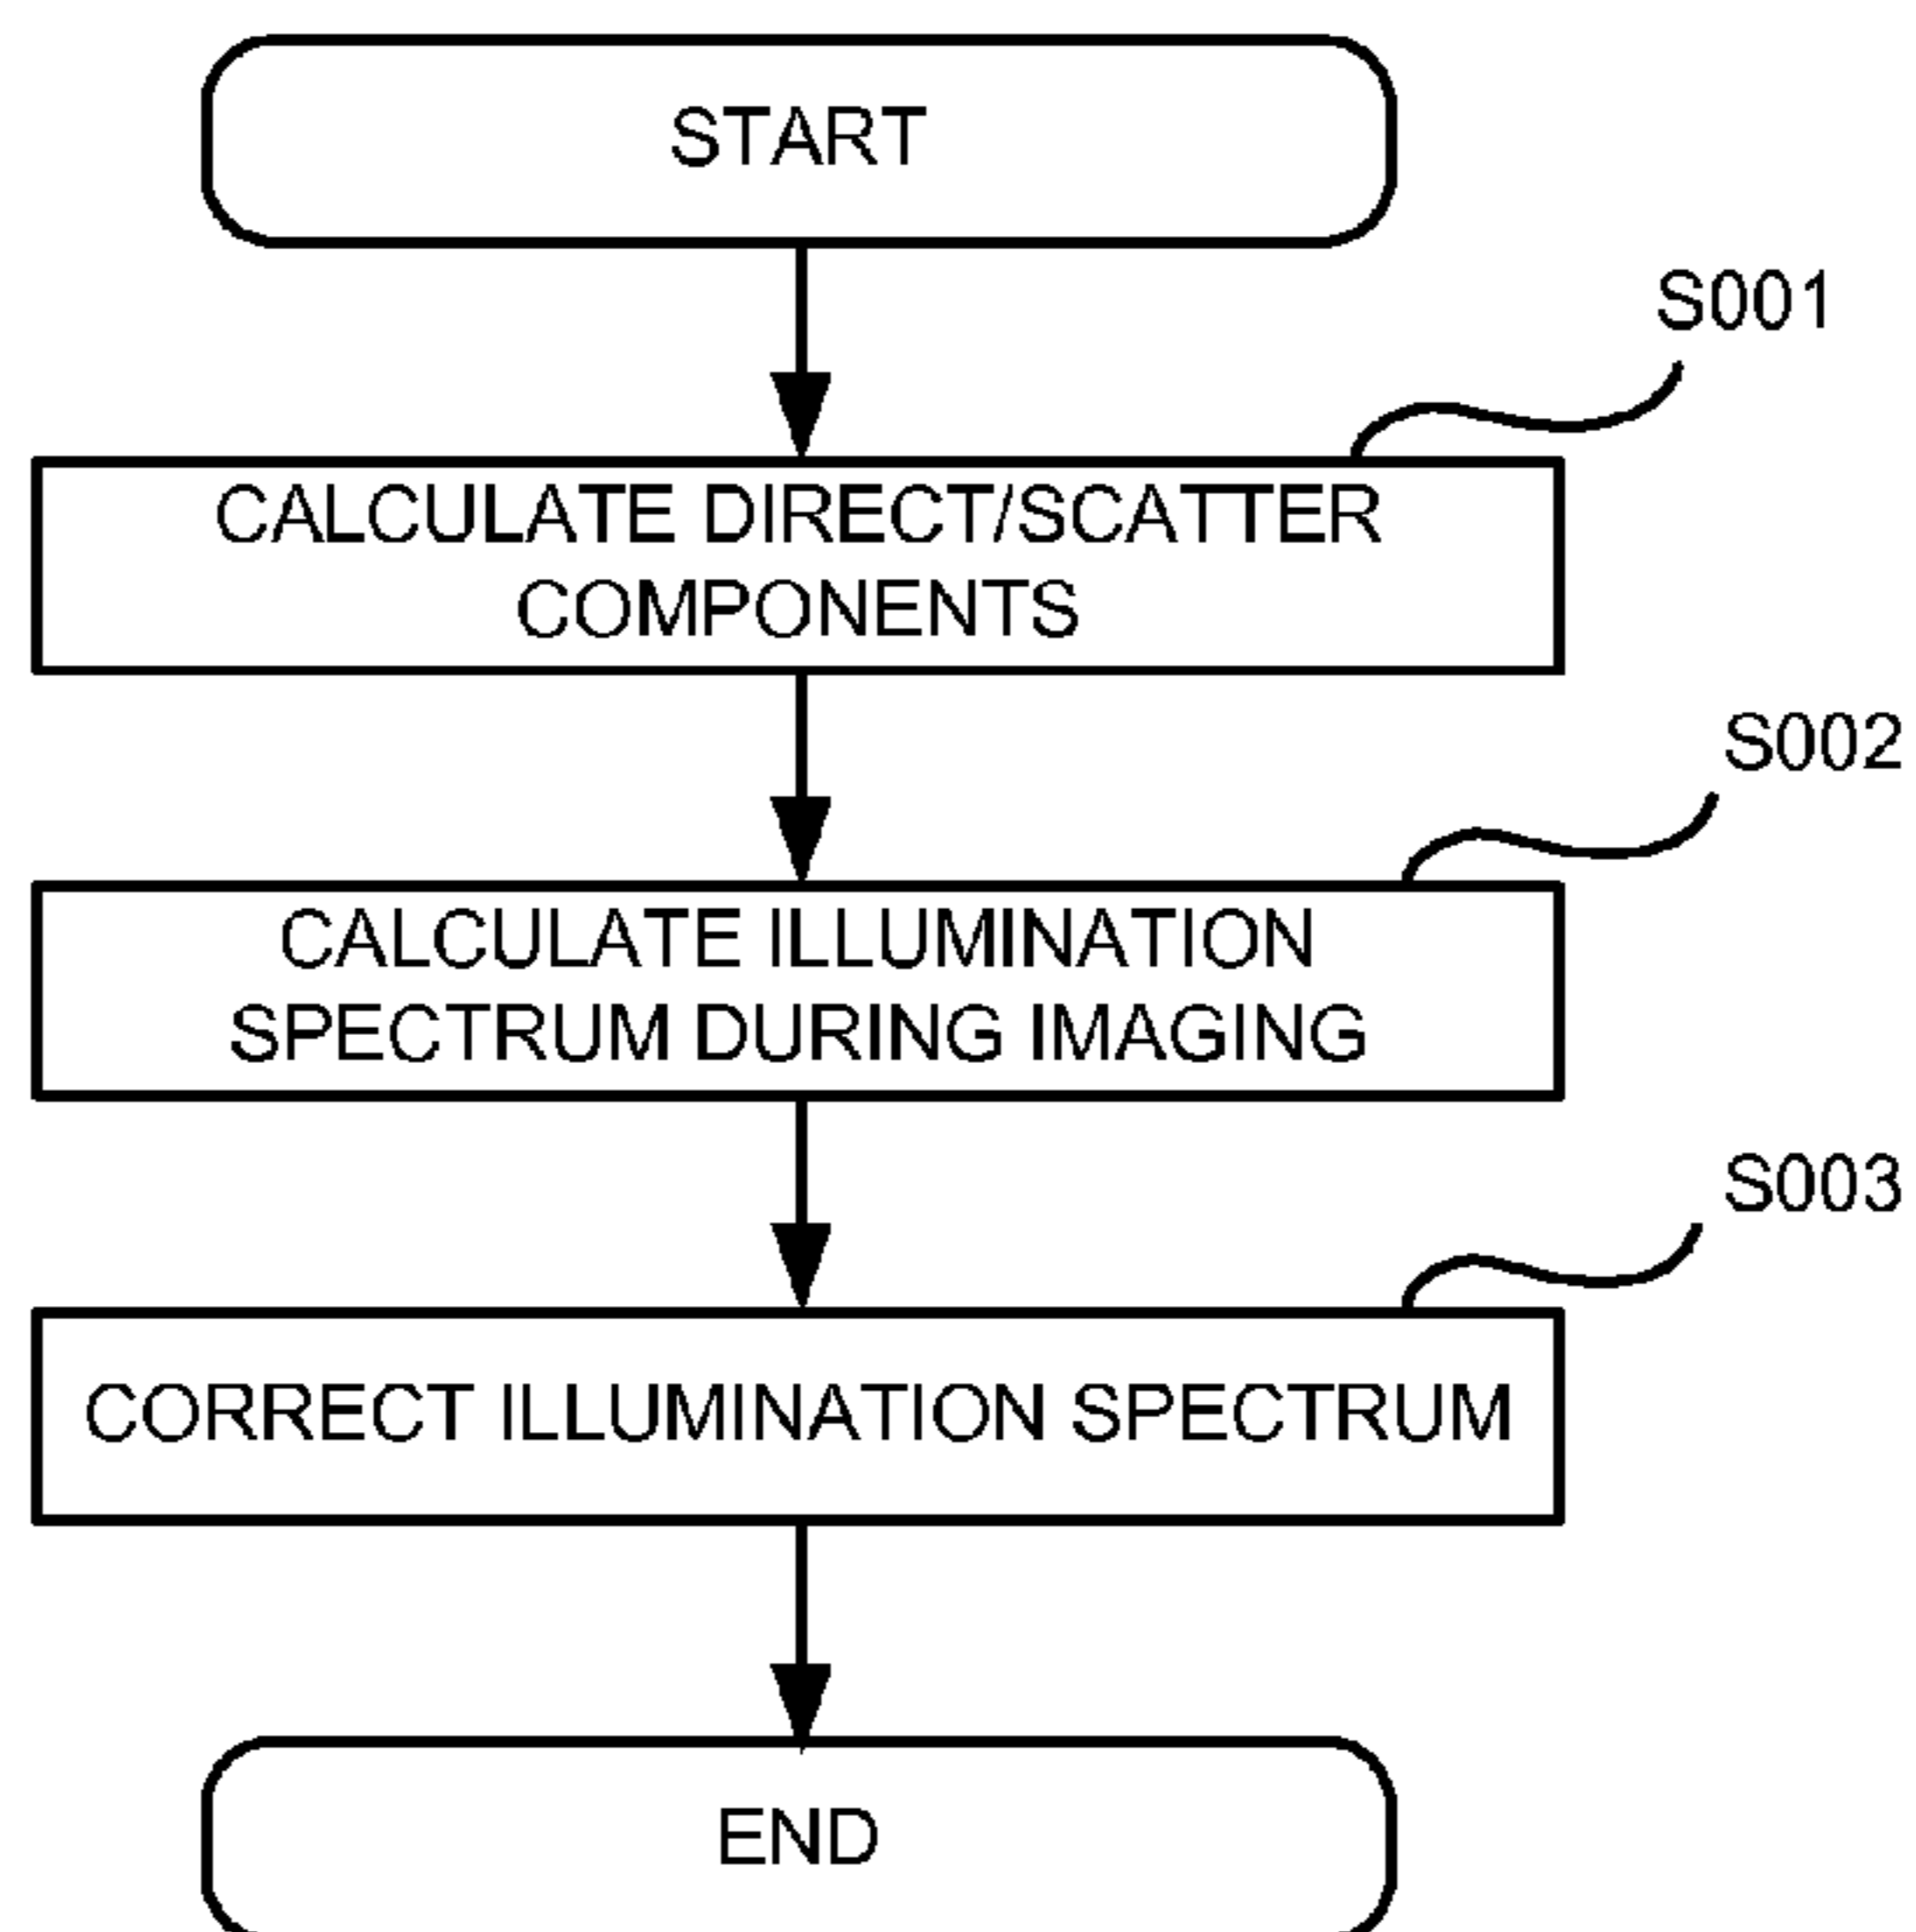 START
S001
CALCULATE DIRECT/SCATTER
COMPONENTS
S002
CALCULATE ILLUMINATION
SPECTRUM DURING IMAGING
S003
CORRECT ILLUMINATION SPECTRUM
END